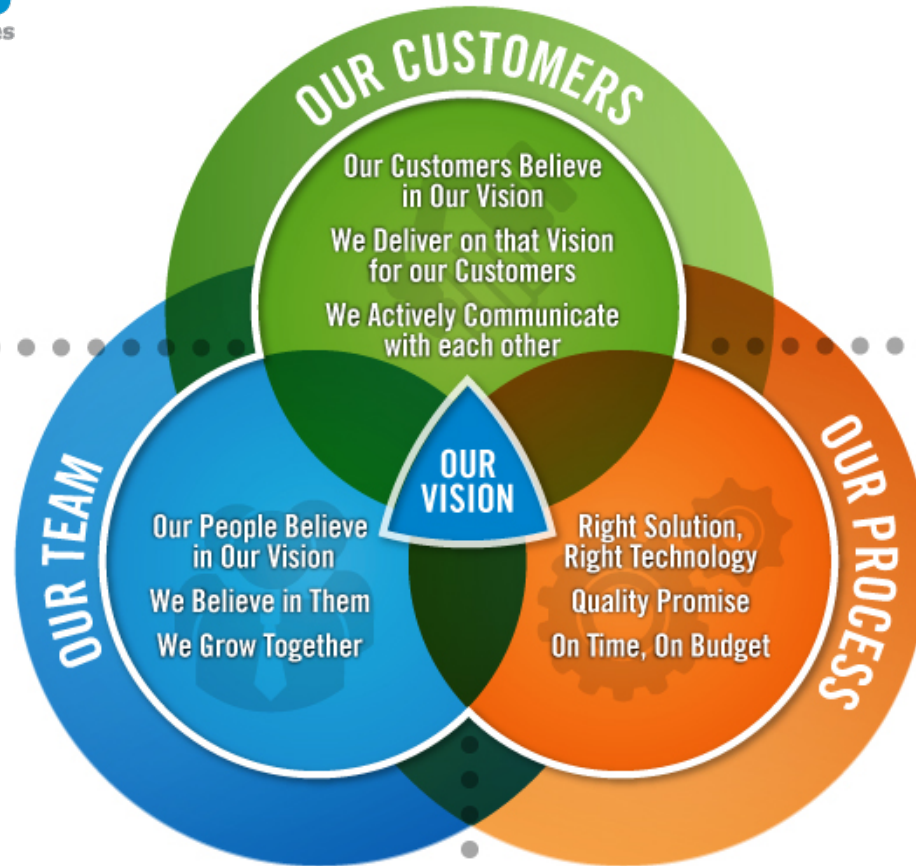 OUR CUSTOMERS
Our Customers Believe
in Our Vision
We Deliver on that Vision
for our Customers
We Actively Communicate
with each other
OUR
VISION
OUR TEAM
Our People Believe
in Our Vision
We Believe in Them
We Grow Together
OUR PROCESS
Right Solution,
Right Technology
Quality Promise
On Time, On Budget